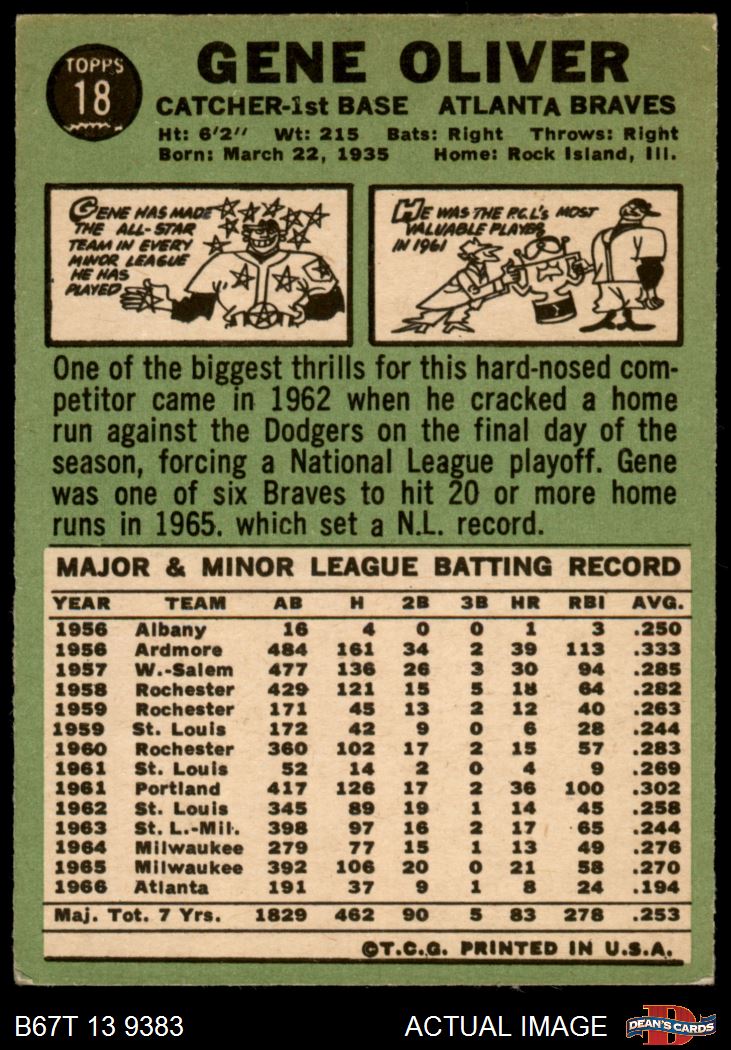 TOPPS
18
GENE OLIVER
CATCHER-1st BASE ATLANTA BRAVES
Ht: 6'2'' Wt: 215 Bats: Right Throws: Right
Born: March 22, 1935 Home: Rock Island, Ill.
GENE HAS MADE
THE ALL-STAR
TEAM IN EVERY
MINOR LEAGUE
HE HAS
PLAYED
HE WAS THE P.C.L'S MOST
VALUABLE PLAYER
IN 1961
One of the biggest thrills for this hard-nosed com-
petitor came in 1962 when he cracked a home
run against the Dodgers on the final day of the
season, forcing a National League playoff. Gene
was one of six Braves to hit 20 or more home
runs in 1965. which set a N.L. record.
MAJOR & MINOR LEAGUE BATTING RECORD
YEAR TEAM AB H 2B 3B HR RBI AVG.
1956 Albany 16 4 0 0 1 3 .250
1956 Ardmore 484 161 34 2 39 113 .333
1957 W.-Salem 477 136 26 3 30 94 .285
1958 Rochester 429 121 15 5 18 64 .282
1959 Rochester 171 45 13 2 12 40 .263
1959 St. Louis 172 42 9 0 6 28 .244
1960 Rochester 360 102 17 2 15 57 .283
1961 St. Louis 52 14 2 0 4 9 .269
1961 Portland 417 126 17 2 36 100 .302
1962 St. Louis 345 89 19 1 14 45 .258
1963 St. L.-Mil. 398 97 16 2 17 65 .244
1964 Milwaukee 279 77 15 1 13 49 .276
1965 Milwaukee 392 106 20 0 21 58 .270
1966 Atlanta 191 37 9 1 8 24 .194
Maj. Tot. 7 Yrs. 1829 462 90 5 83 278 .253
©T.C.G. PRINTED IN U.S.A.
B67T 13 9383 ACTUAL IMAGE
D
DEAN'S CARDS